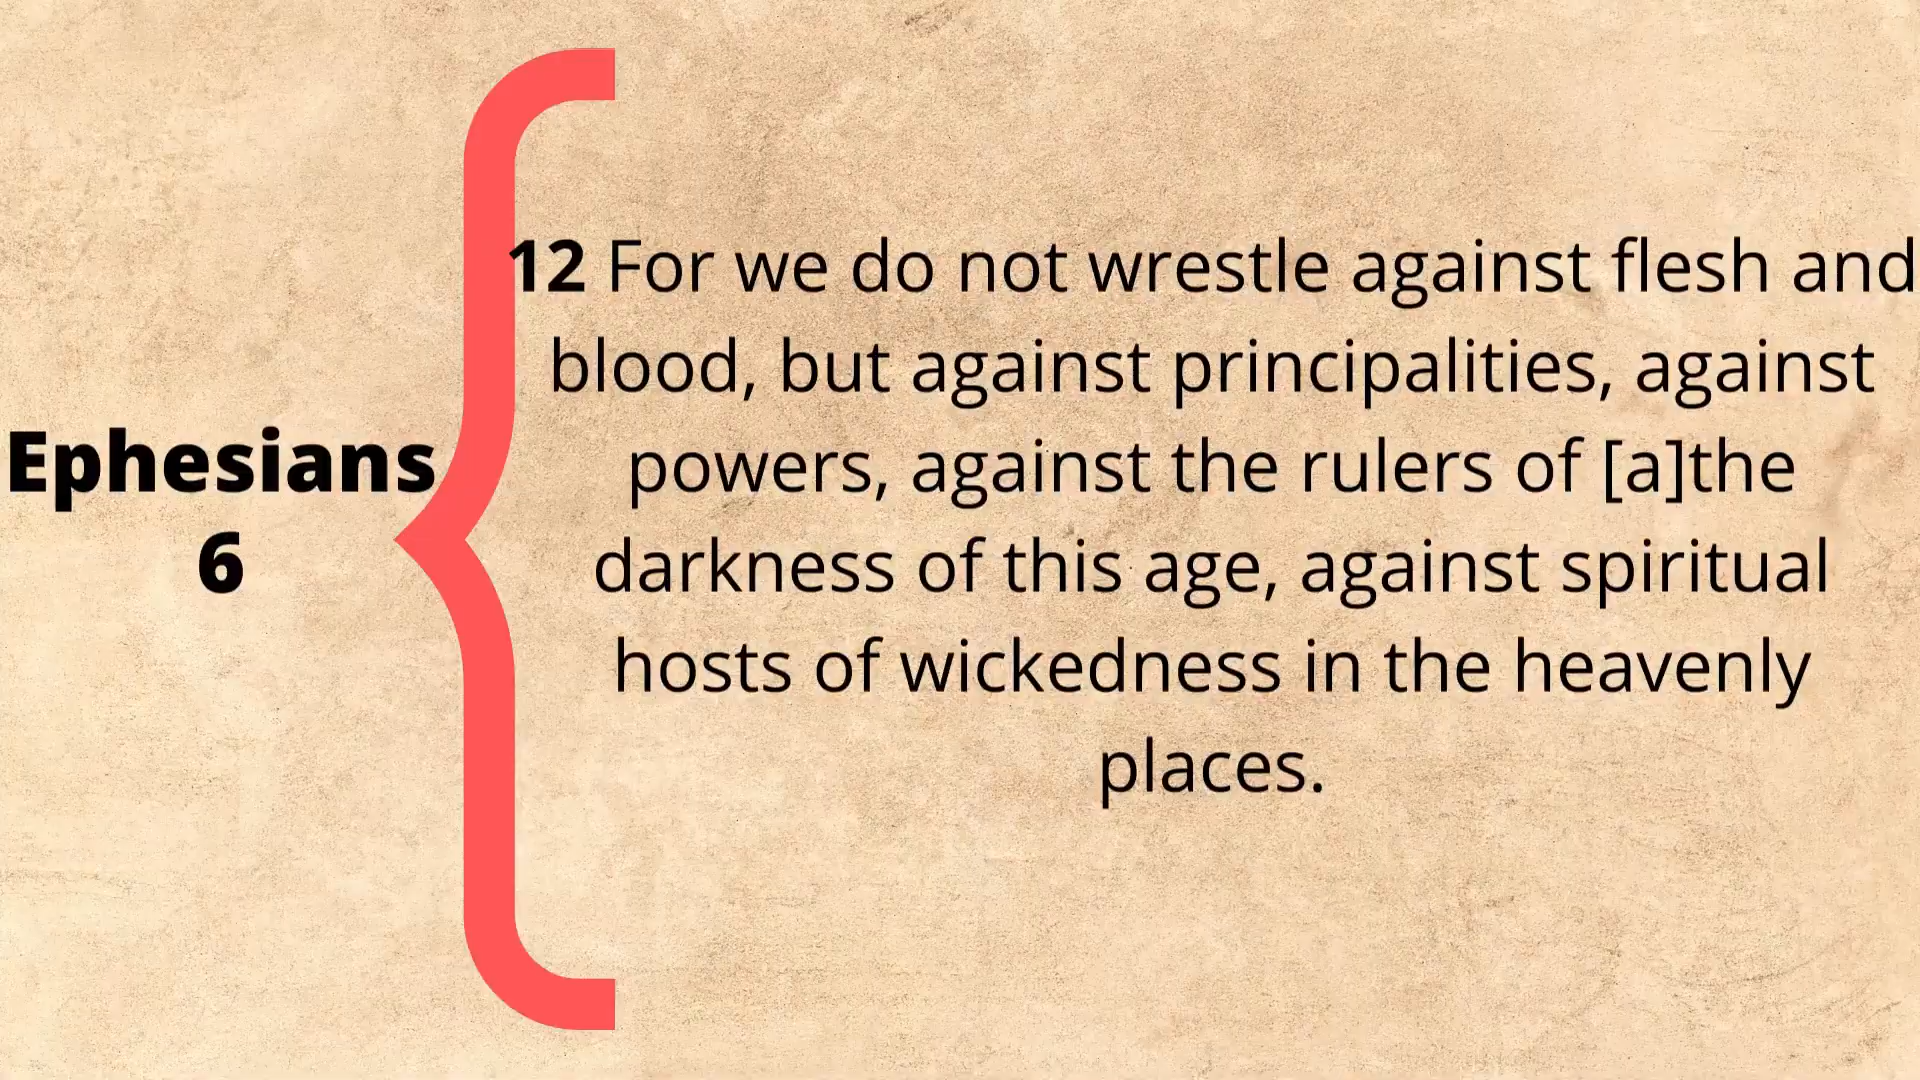 Ephesians
6
12 For we do not wrestle against flesh and
blood, but against principalities, against
powers, against the rulers of [a]the
darkness of this age, against spiritual
hosts of wickedness in the heavenly
places.